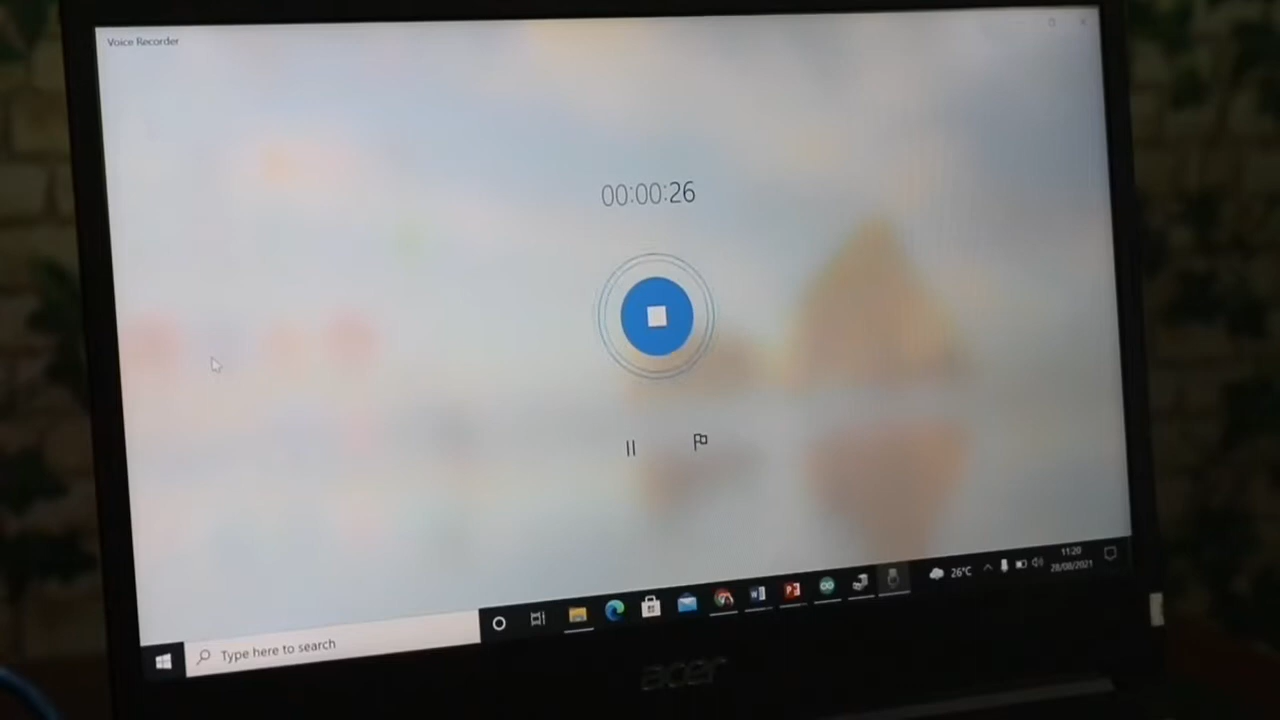 Voice Recorder
00:00:26
Type here to search
26°C
11:20
28/08/2021
acer